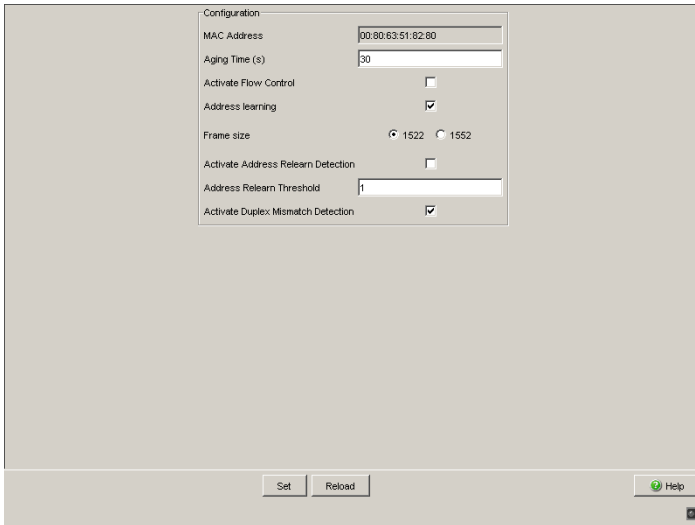 Configuration
MAC Address 00:80:63:51:82:80
Aging Time (s) 30
Activate Flow Control
Address learning
Frame size 1522 1552
Activate Address Relearn Detection
Address Relearn Threshold 1
Activate Duplex Mismatch Detection
Set Reload Help